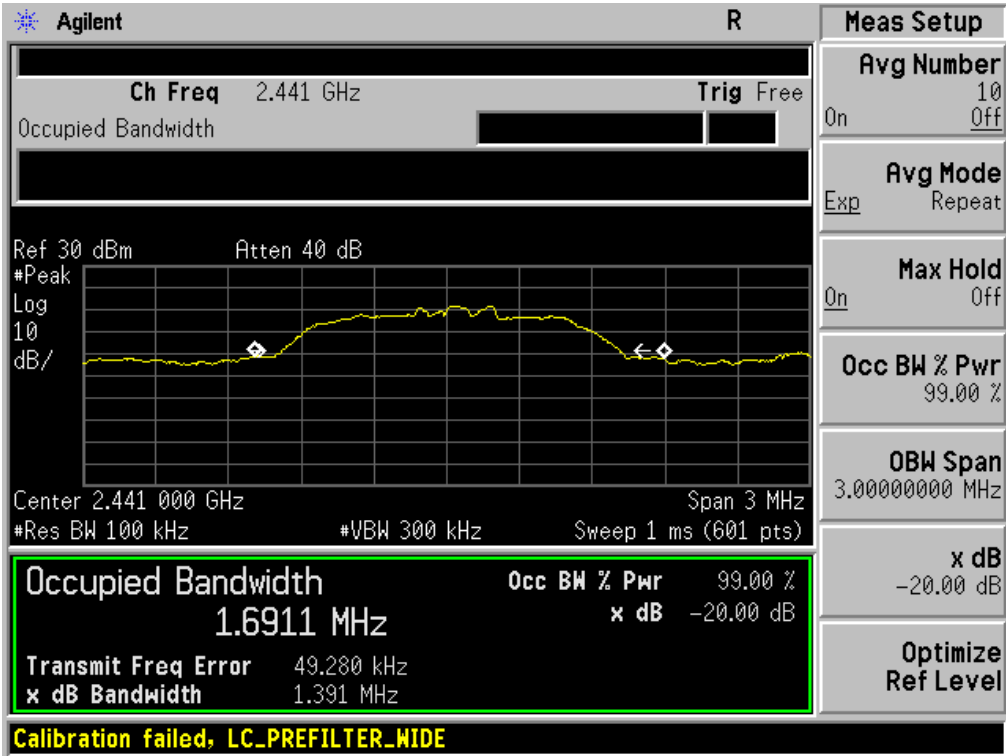 Agilent R
Ch Freq 2.441 GHz Trig Free
Occupied Bandwidth
Ref 30 dBm Atten 40 dB
#Peak
Log
10
dB/
Center 2.441 000 GHz Span 3 MHz
#Res BW 100 kHz #VBW 300 kHz Sweep 1 ms (601 pts)
Occupied Bandwidth
1.6911 MHz
Occ BW % Pwr 99.00 %
x dB -20.00 dB
Transmit Freq Error 49.280 kHz
x dB Bandwidth 1.391 MHz
Calibration failed, LC_PREFILTER_WIDE
Meas Setup
Avg Number
10
On Off
Avg Mode
Exp Repeat
Max Hold
On Off
Occ BW % Pwr
99.00 %
OBW Span
3.00000000 MHz
x dB
-20.00 dB
Optimize
Ref Level